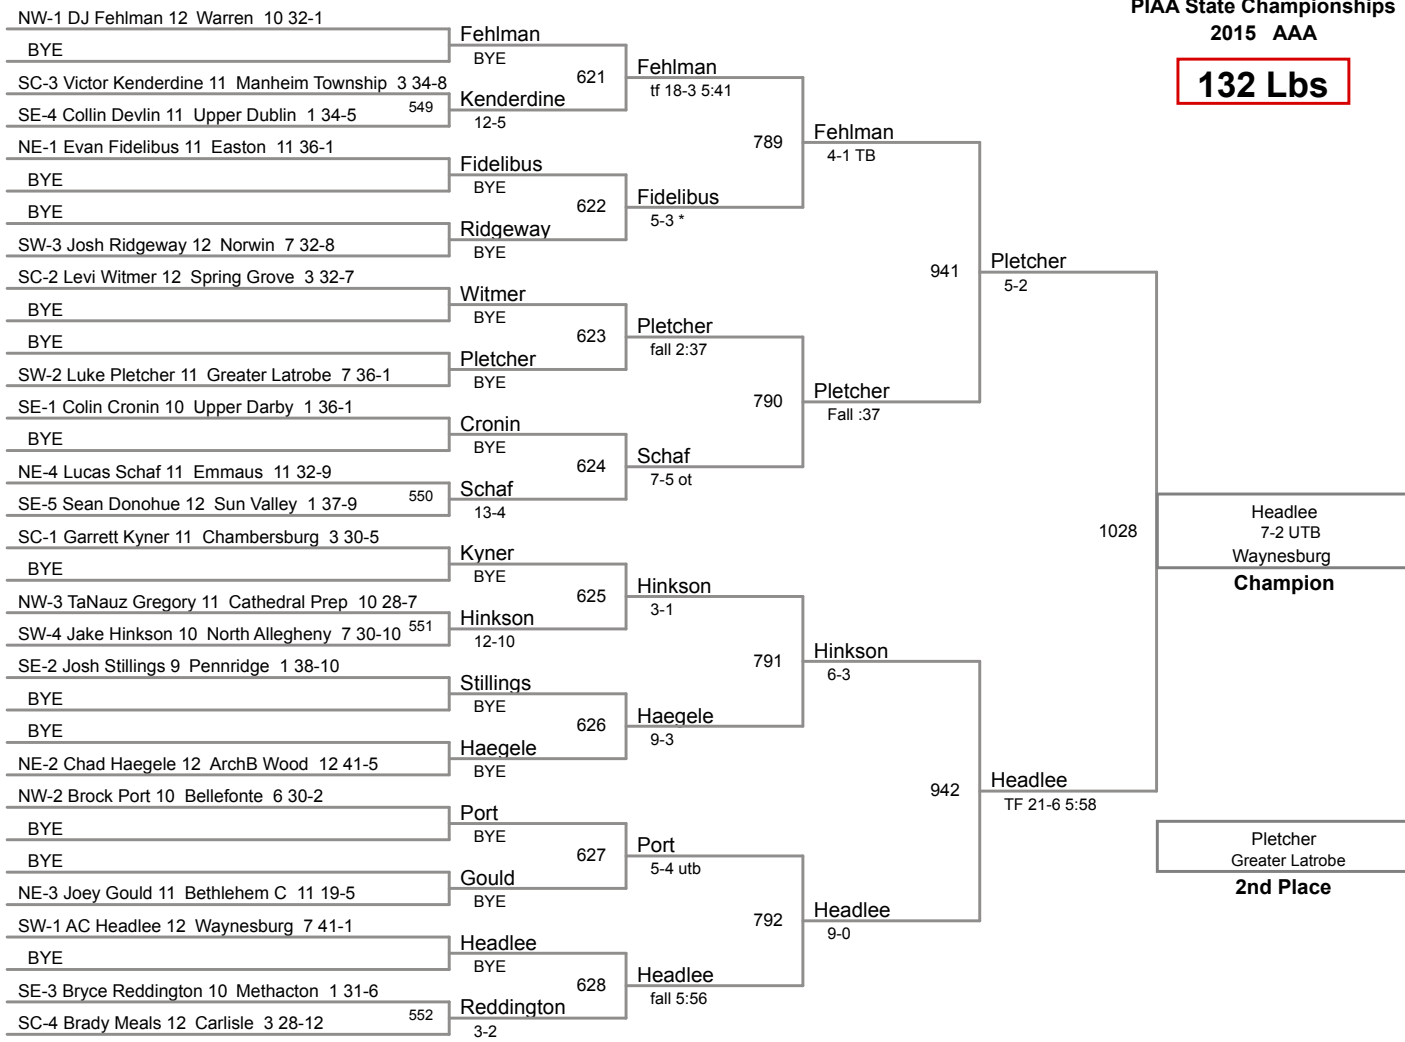 PIAA State Championships
2015 AAA
132 Lbs
NW-1 DJ Fehlman 12 Warren 10 32-1
BYE
SC-3 Victor Kenderdine 11 Manheim Township 3 34-8
SE-4 Collin Devlin 11 Upper Dublin 1 34-5
549
NE-1 Evan Fidelibus 11 Easton 11 36-1
BYE
BYE
SW-3 Josh Ridgeway 12 Norwin 7 32-8
SC-2 Levi Witmer 12 Spring Grove 3 32-7
BYE
BYE
SW-2 Luke Pletcher 11 Greater Latrobe 7 36-1
SE-1 Colin Cronin 10 Upper Darby 1 36-1
BYE
NE-4 Lucas Schaf 11 Emmaus 11 32-9
SE-5 Sean Donohue 12 Sun Valley 1 37-9
550
SC-1 Garrett Kyner 11 Chambersburg 3 30-5
BYE
NW-3 TaNauz Gregory 11 Cathedral Prep 10 28-7
SW-4 Jake Hinkson 10 North Allegheny 7 30-10
551
SE-2 Josh Stillings 9 Pennridge 1 38-10
BYE
BYE
NE-2 Chad Haegele 12 ArchB Wood 12 41-5
NW-2 Brock Port 10 Bellefonte 6 30-2
BYE
BYE
NE-3 Joey Gould 11 Bethlehem C 11 19-5
SW-1 AC Headlee 12 Waynesburg 7 41-1
BYE
SE-3 Bryce Reddington 10 Methacton 1 31-6
SC-4 Brady Meals 12 Carlisle 3 28-12
552
Fehlman
BYE
621
Kenderdine
12-5
Fidelibus
BYE
622
Ridgeway
BYE
Witmer
BYE
623
Pletcher
BYE
Cronin
BYE
624
Schaf
13-4
Kyner
BYE
625
Hinkson
12-10
Stillings
BYE
626
Haegele
BYE
Port
BYE
627
Gould
BYE
Headlee
BYE
628
Reddington
3-2
Fehlman
tf 18-3 5:41
789
Fidelibus
5-3 *
Pletcher
fall 2:37
790
Schaf
7-5 ot
Hinkson
3-1
791
Haegele
9-3
Port
5-4 utb
792
Headlee
fall 5:56
Fehlman
4-1 TB
941
Pletcher
Fall :37
Hinkson
6-3
942
Headlee
9-0
Pletcher
5-2
1028
Headlee
TF 21-6 5:58
Headlee
7-2 UTB
Waynesburg
Champion
Pletcher
Greater Latrobe
2nd Place